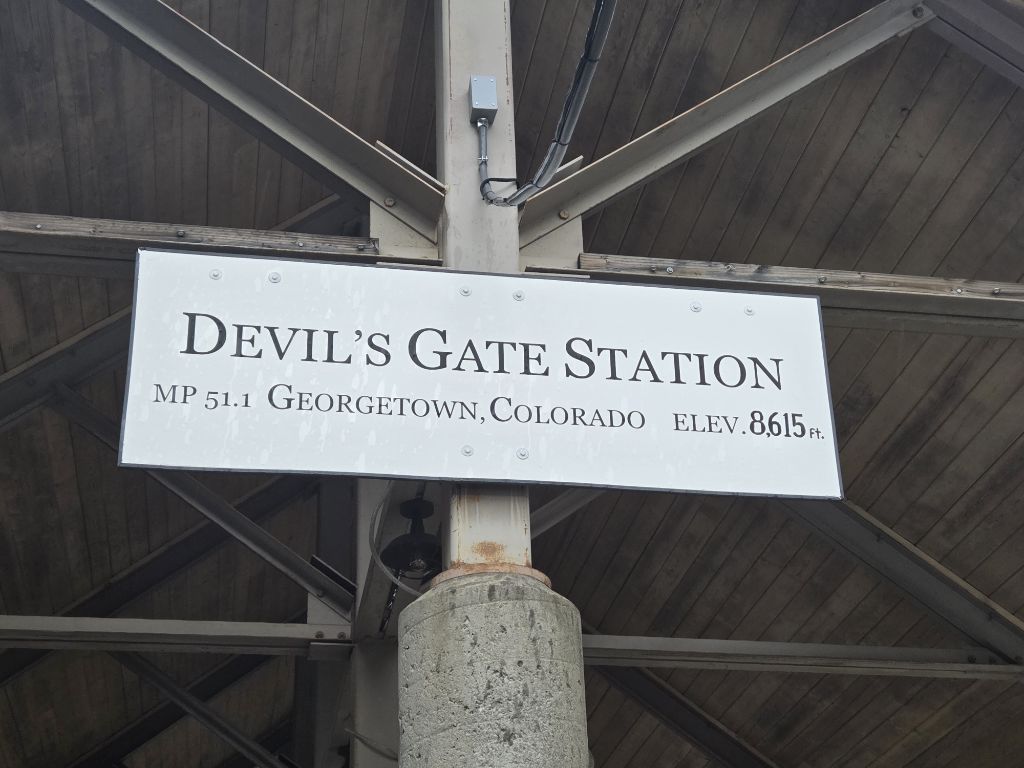 DEVIL'S GATE STATION
MP 51.1 GEORGETOWN, COLORADO ELEV. 8,615 Ft.